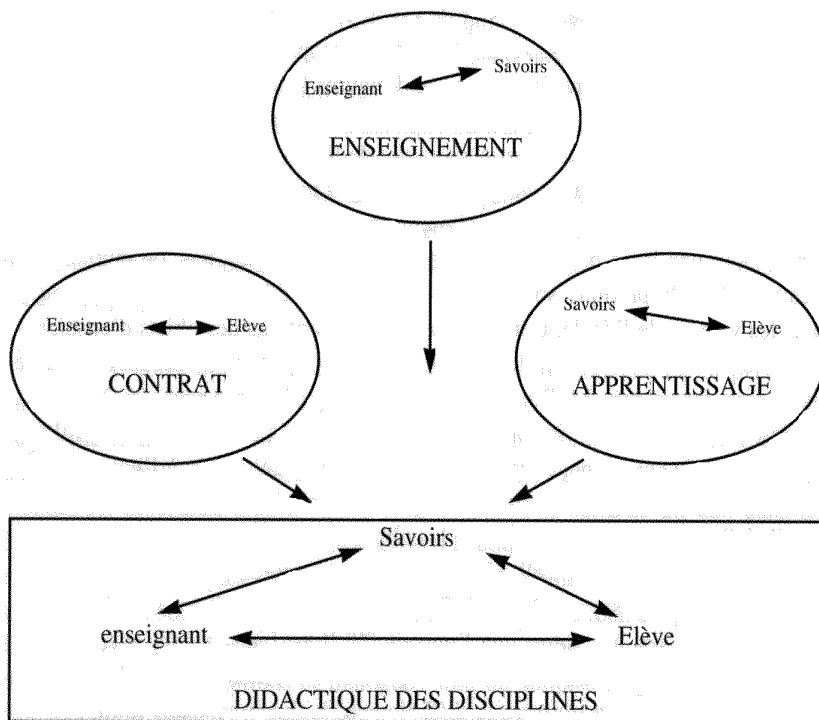 Enseignant Savoirs
ENSEIGNEMENT
Enseignant Elève
CONTRAT
Savoirs Elève
APPRENTISSAGE
Savoirs
enseignant Elève
DIDACTIQUE DES DISCIPLINES